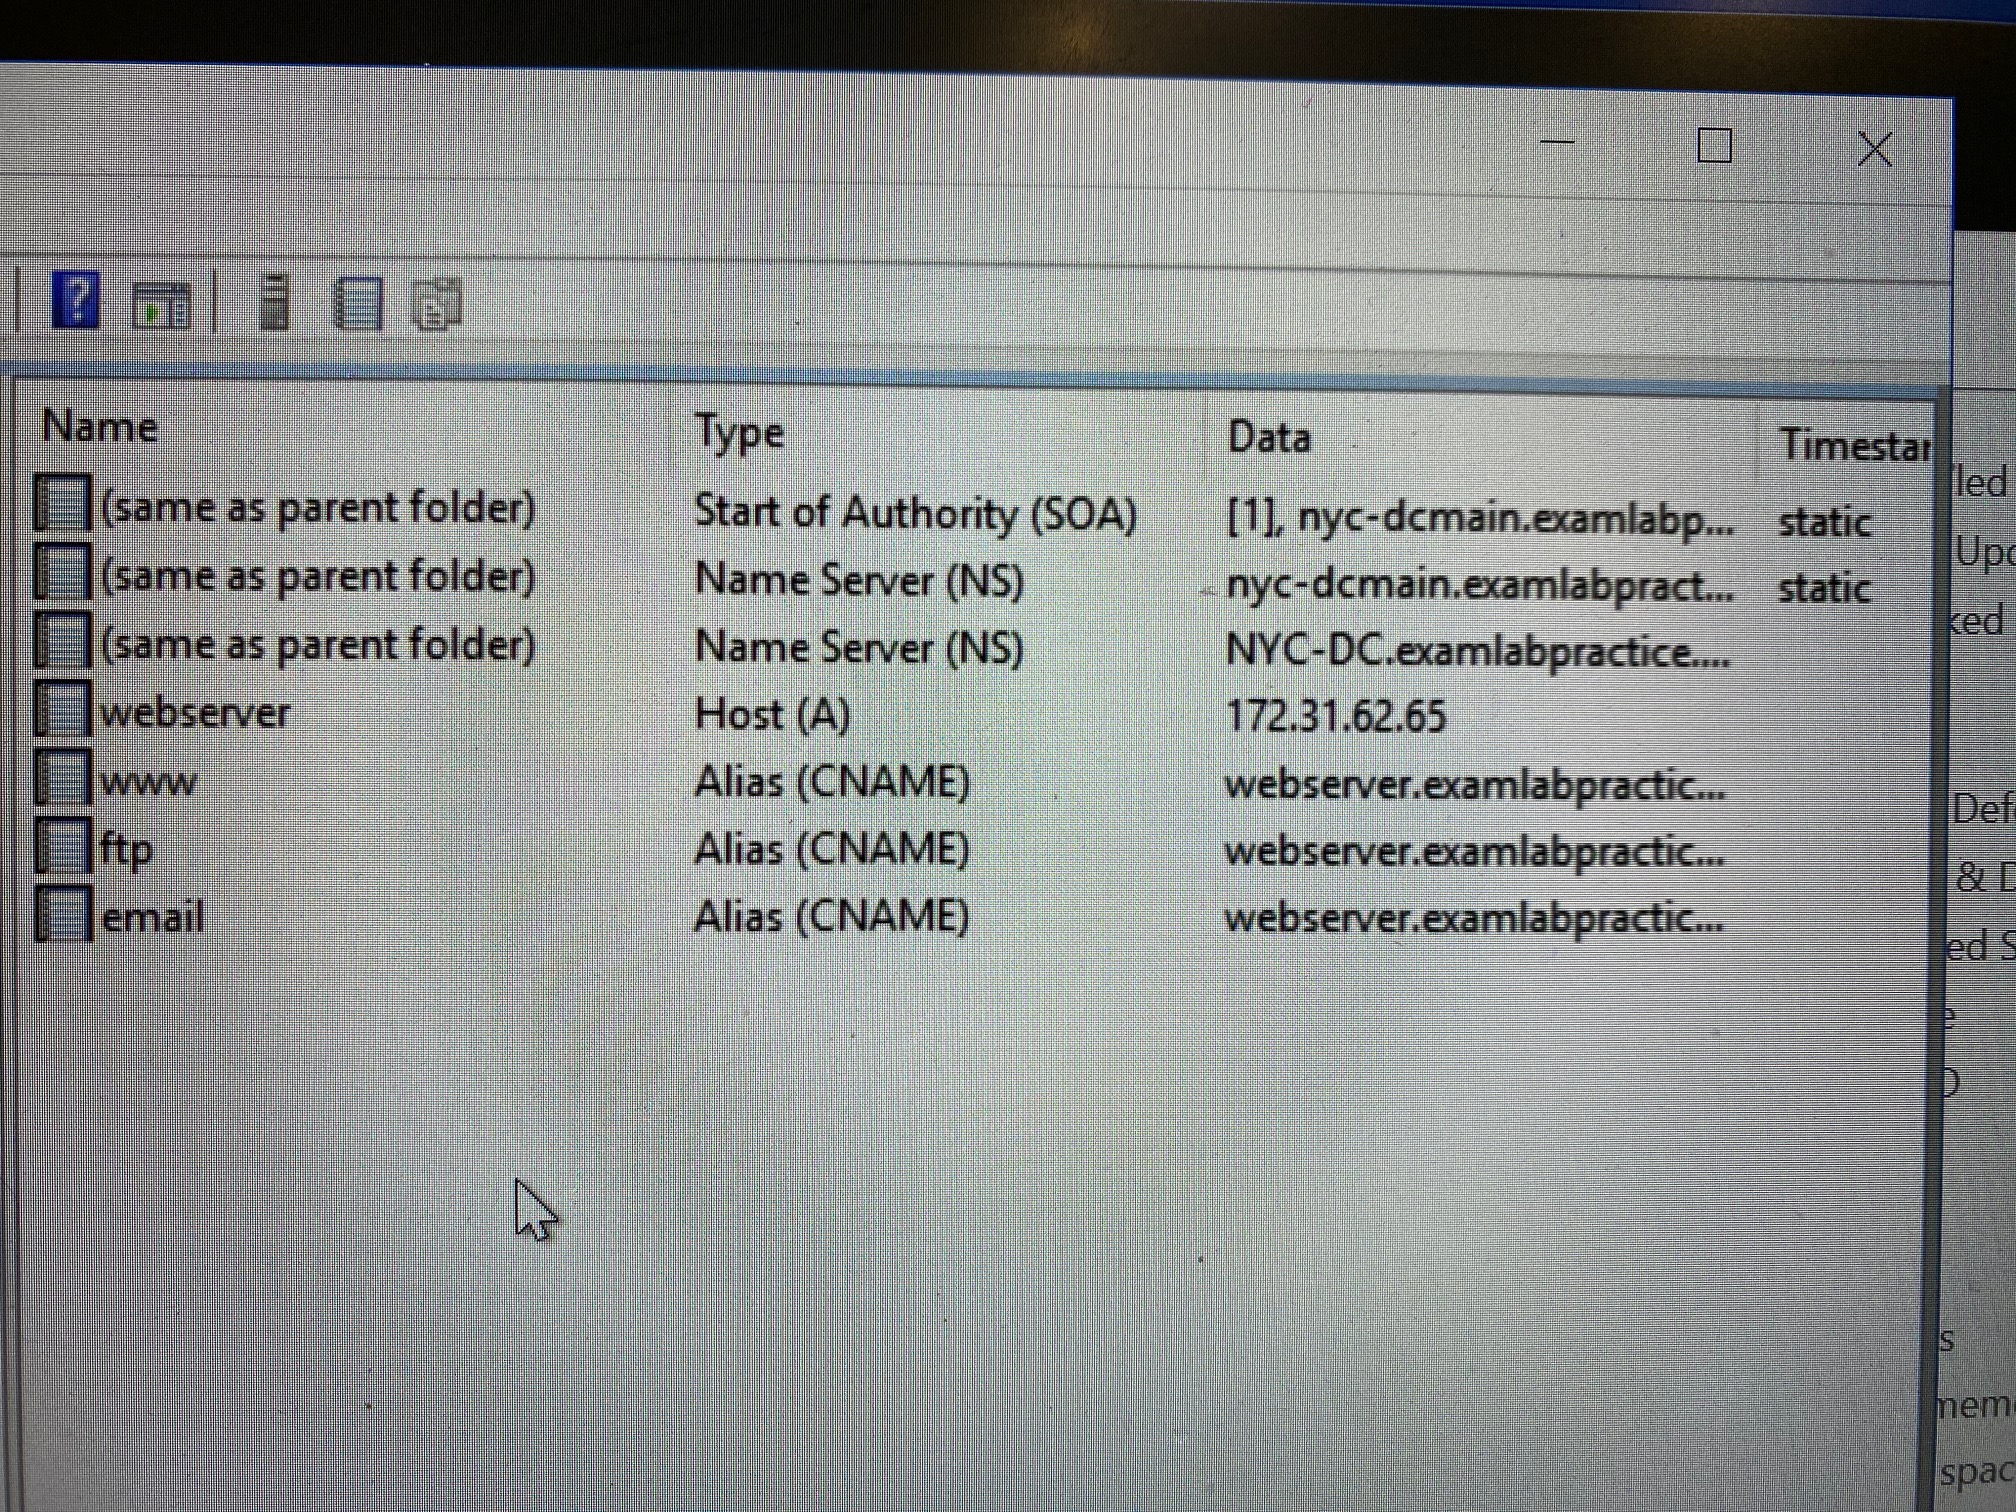 Name Type Data Timestar
(same as parent folder) Start of Authority (SOA) [1], nyc-dcmain.examlabp... static
(same as parent folder) Name Server (NS) nyc-dcmain.examlabpract... static
(same as parent folder) Name Server (NS) NYC-DC.examlabpractice....
webserver Host (A) 172.31.62.65
www Alias (CNAME) webserver.examlabpractic...
ftp Alias (CNAME) webserver.examlabpractic...
email Alias (CNAME) webserver.examlabpractic...
led
Upd
ked
Def
& D
ed S
s
mem
spac